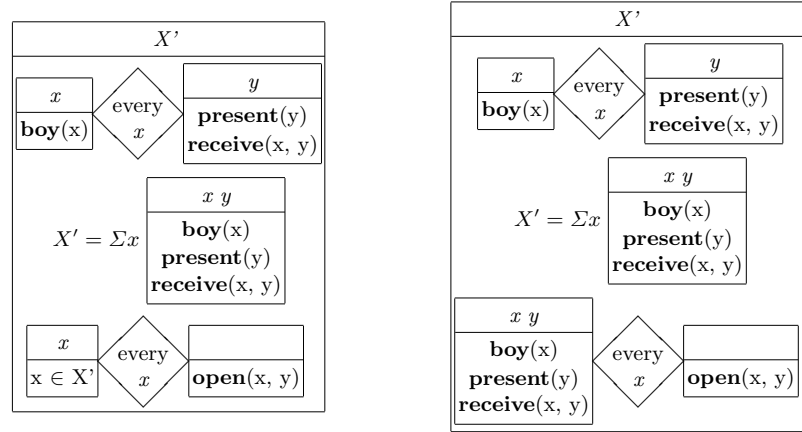 X’
x
boy(x)
every
x
y
present(y)
receive(x, y)
X′ = Σx
x y
boy(x)
present(y)
receive(x, y)
x
x ∈ X’
every
x
open(x, y)
X’
x
boy(x)
every
x
y
present(y)
receive(x, y)
X′ = Σx
x y
boy(x)
present(y)
receive(x, y)
x y
boy(x)
present(y)
receive(x, y)
every
x
open(x, y)